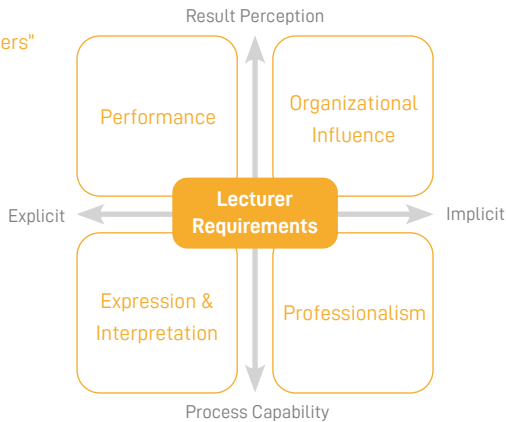 Result Perception
ers"
Performance
Organizational
Influence
Explicit
Lecturer
Requirements
Implicit
Expression &
Interpretation
Professionalism
Process Capability